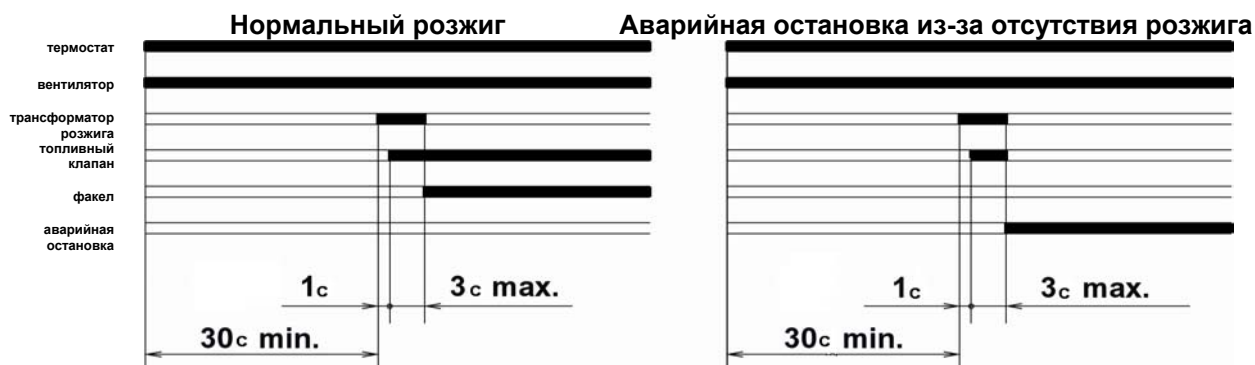 Нормальный розжиг
Аварийная остановка из-за отсутствия розжига
термостат
вентилятор
трансформатор
розжига
топливный
клапан
факел
аварийная
остановка
1с
3с max.
30с min.
1с
3с max.
30с min.